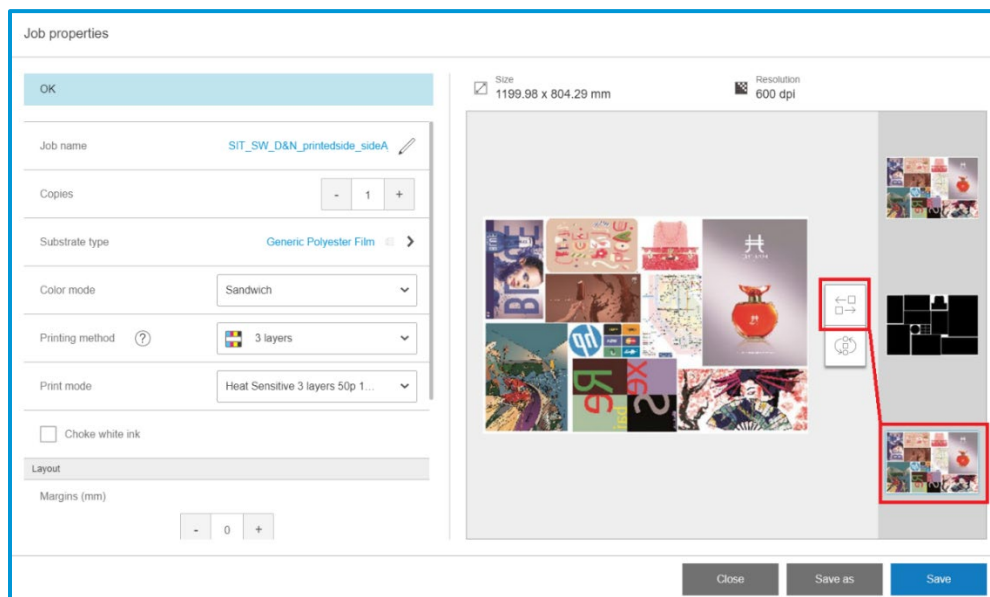 Job properties
OK
Size
1199.98 x 804.29 mm
Resolution
600 dpi
Job name
SIT_SW_D&N_printedside_sideA
Copies
- 1 +
Substrate type
Generic Polyester Film
Color mode
Sandwich
Printing method
?
3 layers
Print mode
Heat Sensitive 3 layers 50p 1...
Choke white ink
Layout
Margins (mm)
- 0 +
hp
Close
Save as
Save